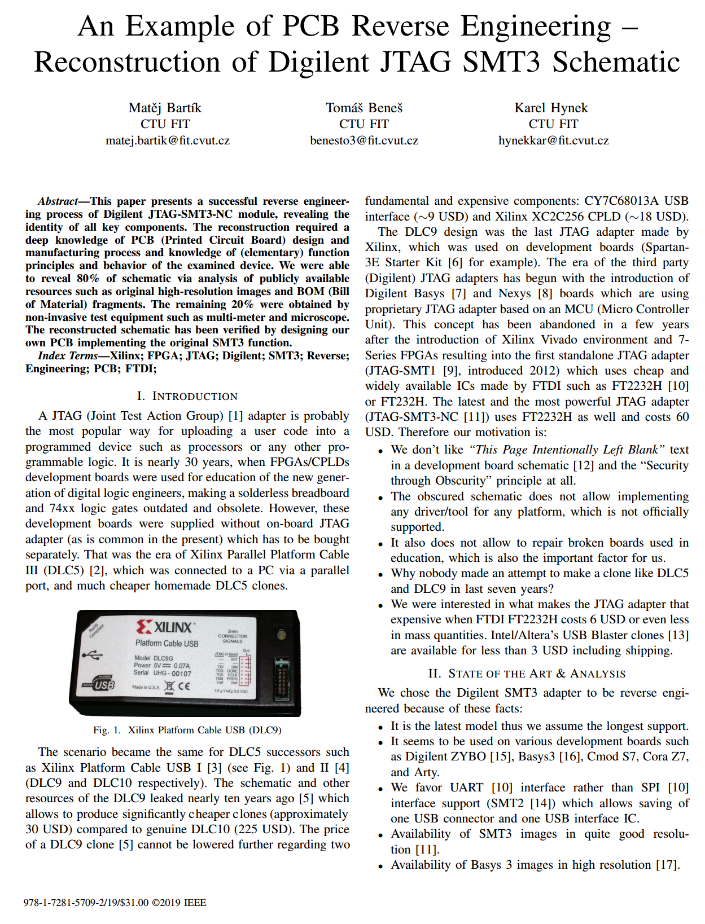 An Example of PCB Reverse Engineering –
Reconstruction of Digilent JTAG SMT3 Schematic
Matěj Bartík
CTU FIT
matej.bartik@fit.cvut.cz
Tomáš Beneš
CTU FIT
benesto3@fit.cvut.cz
Karel Hynek
CTU FIT
hynekkar@fit.cvut.cz
Abstract—This paper presents a successful reverse engineer-
ing process of Digilent JTAG-SMT3-NC module, revealing the
identity of all key components. The reconstruction required a
deep knowledge of PCB (Printed Circuit Board) design and
manufacturing process and knowledge of (elementary) function
principles and behavior of the examined device. We were able
to reveal 80% of schematic via analysis of publicly available
resources such as original high-resolution images and BOM (Bill
of Material) fragments. The remaining 20% were obtained by
non-invasive test equipment such as multi-meter and microscope.
The reconstructed schematic has been verified by designing our
own PCB implementing the original SMT3 function.
Index Terms—Xilinx; FPGA; JTAG; Digilent; SMT3; Reverse;
Engineering; PCB; FTDI;
I. INTRODUCTION
A JTAG (Joint Test Action Group) [1] adapter is probably
the most popular way for uploading a user code into a
programmed device such as processors or any other pro-
grammable logic. It is nearly 30 years, when FPGAs/CPLDs
development boards were used for education of the new gener-
ation of digital logic engineers, making a solderless breadboard
and 74xx logic gates outdated and obsolete. However, these
development boards were supplied without on-board JTAG
adapter (as is common in the present) which has to be bought
separately. That was the era of Xilinx Parallel Platform Cable
III (DLC5) [2], which was connected to a PC via a parallel
port, and much cheaper homemade DLC5 clones.
XILINX
Platform Cable USB
Model DLC9G
Power 5V 0.07A
Serial UHG-00107
Made in U.S.A.
CE
USB
2mm
CONNECTOR
SIGNALS
Fig. 1. Xilinx Platform Cable USB (DLC9)
The scenario became the same for DLC5 successors such
as Xilinx Platform Cable USB I [3] (see Fig. 1) and II [4]
(DLC9 and DLC10 respectively). The schematic and other
resources of the DLC9 leaked nearly ten years ago [5] which
allows to produce significantly cheaper clones (approximately
30 USD) compared to genuine DLC10 (225 USD). The price
of a DLC9 clone [5] cannot be lowered further regarding two
fundamental and expensive components: CY7C68013A USB
interface (∼9 USD) and Xilinx XC2C256 CPLD (∼18 USD).
The DLC9 design was the last JTAG adapter made by
Xilinx, which was used on development boards (Spartan-
3E Starter Kit [6] for example). The era of the third party
(Digilent) JTAG adapters has begun with the introduction of
Digilent Basys [7] and Nexys [8] boards which are using
proprietary JTAG adapter based on an MCU (Micro Controller
Unit). This concept has been abandoned in a few years
after the introduction of Xilinx Vivado environment and 7-
Series FPGAs resulting into the first standalone JTAG adapter
(JTAG-SMT1 [9], introduced 2012) which uses cheap and
widely available ICs made by FTDI such as FT2232H [10]
or FT232H. The latest and the most powerful JTAG adapter
(JTAG-SMT3-NC [11]) uses FT2232H as well and costs 60
USD. Therefore our motivation is:
• We don't like "This Page Intentionally Left Blank" text
in a development board schematic [12] and the "Security
through Obscurity" principle at all.
• The obscured schematic does not allow implementing
any driver/tool for any platform, which is not officially
supported.
• It also does not allow to repair broken boards used in
education, which is also the important factor for us.
• Why nobody made an attempt to make a clone like DLC5
and DLC9 in last seven years?
• We were interested in what makes the JTAG adapter that
expensive when FTDI FT2232H costs 6 USD or even less
in mass quantities. Intel/Altera's USB Blaster clones [13]
are available for less than 3 USD including shipping.
II. STATE OF THE ART & ANALYSIS
We chose the Digilent SMT3 adapter to be reverse engi-
neered because of these facts:
• It is the latest model thus we assume the longest support.
• It seems to be used on various development boards such
as Digilent ZYBO [15], Basys3 [16], Cmod S7, Cora Z7,
and Arty.
• We favor UART [10] interface rather than SPI [10]
interface support (SMT2 [14]) which allows saving of
one USB connector and one USB interface IC.
• Availability of SMT3 images in quite good resolu-
tion [11].
• Availability of Basys 3 images in high resolution [17].
978-1-7281-5709-2/19/$31.00 ©2019 IEEE